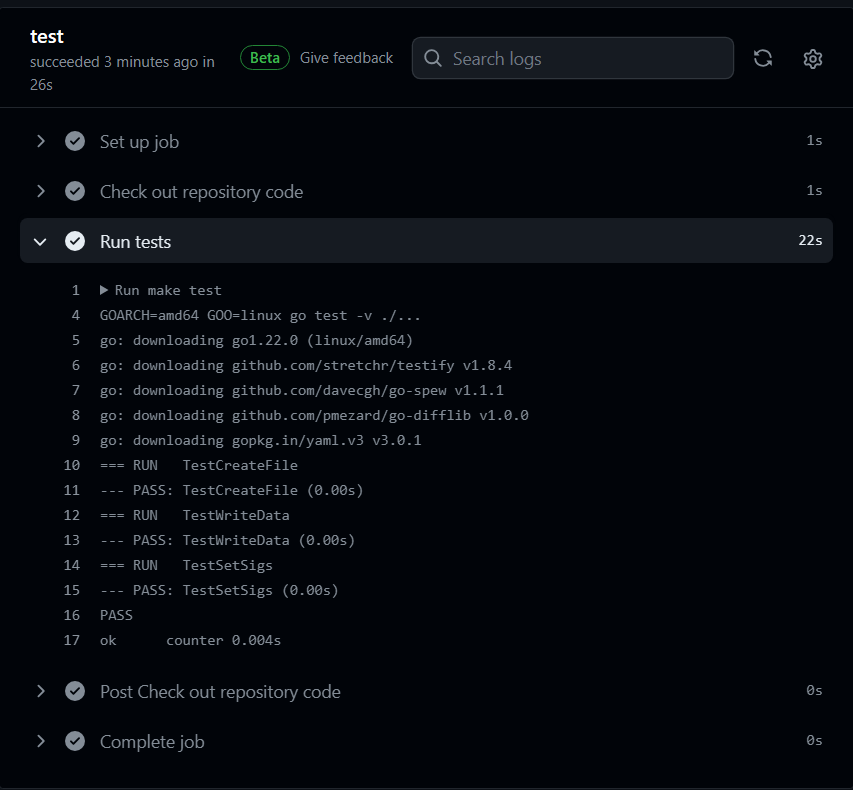 test
succeeded 3 minutes ago in
26s
Beta Give feedback
Search logs
Set up job 1s
Check out repository code 1s
Run tests 22s
1 Run make test
4 GOARCH=amd64 GOO=linux go test -v ./...
5 go: downloading go1.22.0 (linux/amd64)
6 go: downloading github.com/stretchr/testify v1.8.4
7 go: downloading github.com/davecgh/go-spew v1.1.1
8 go: downloading github.com/pmezard/go-difflib v1.0.0
9 go: downloading gopkg.in/yaml.v3 v3.0.1
10 === RUN   TestCreateFile
11 --- PASS: TestCreateFile (0.00s)
12 === RUN   TestWriteData
13 --- PASS: TestWriteData (0.00s)
14 === RUN   TestSetSigs
15 --- PASS: TestSetSigs (0.00s)
16 PASS
17 ok      counter 0.004s
Post Check out repository code 0s
Complete job 0s